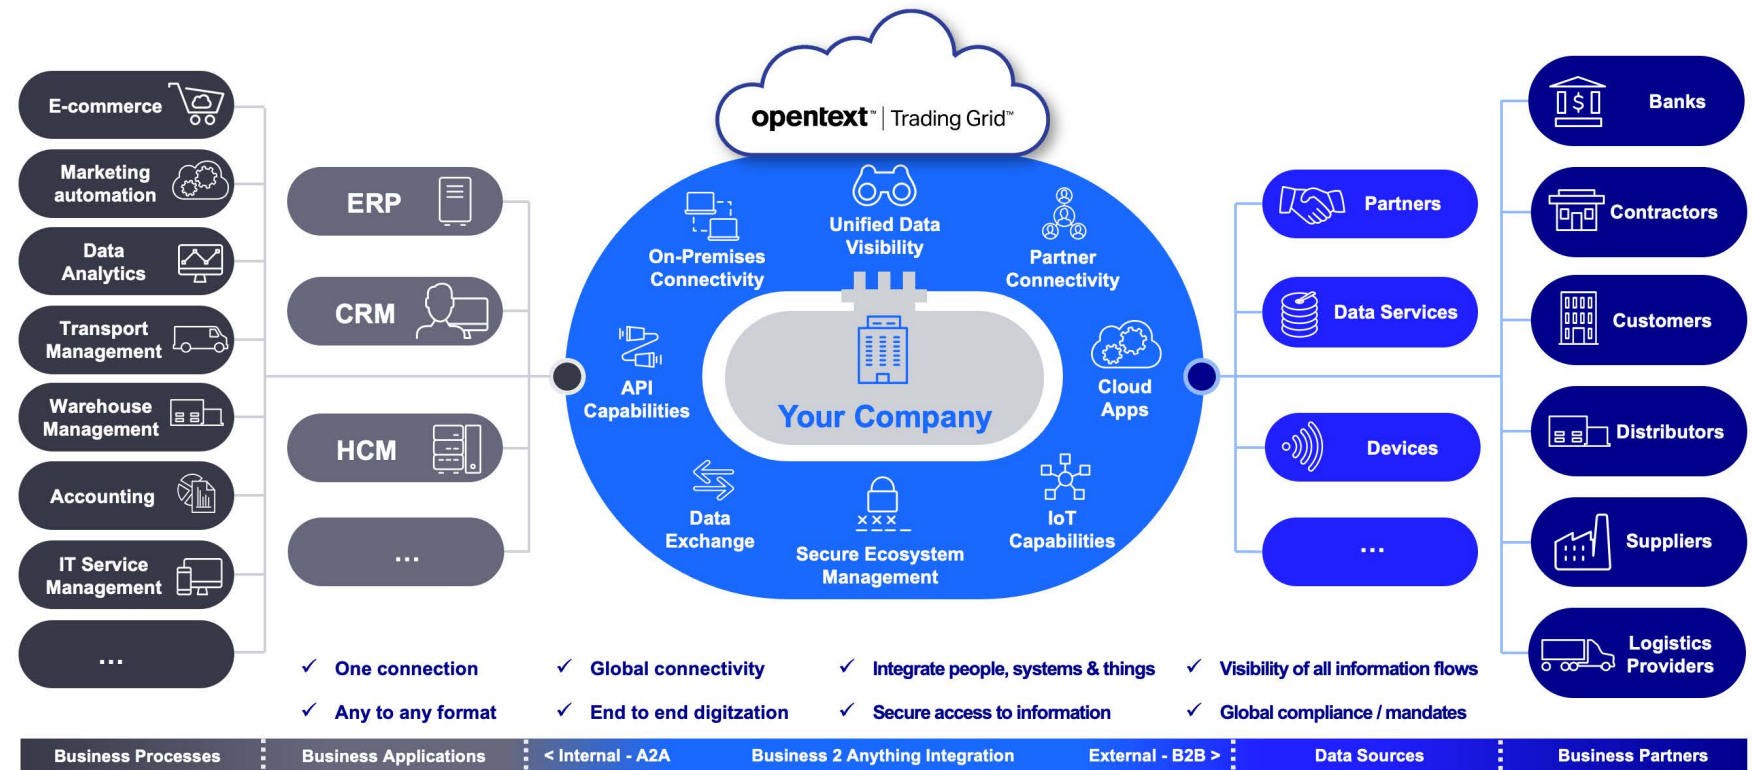 opentext™ | Trading Grid™
E-commerce
Marketing
automation
Data
Analytics
Transport
Management
Warehouse
Management
Accounting
IT Service
Management
...
ERP
CRM
HCM
...
Unified Data
Visibility
On-Premises
Connectivity
Partner
Connectivity
API
Capabilities
Cloud
Apps
Your Company
Data
Exchange
Secure Ecosystem
Management
IoT
Capabilities
Partners
Data Services
Devices
...
Banks
Contractors
Customers
Distributors
Suppliers
Logistics
Providers
✓ One connection
✓ Global connectivity
✓ Integrate people, systems & things
✓ Visibility of all information flows
✓ Any to any format
✓ End to end digitzation
✓ Secure access to information
✓ Global compliance / mandates
Business Processes
Business Applications
< Internal - A2A
Business 2 Anything Integration
External - B2B >
Data Sources
Business Partners